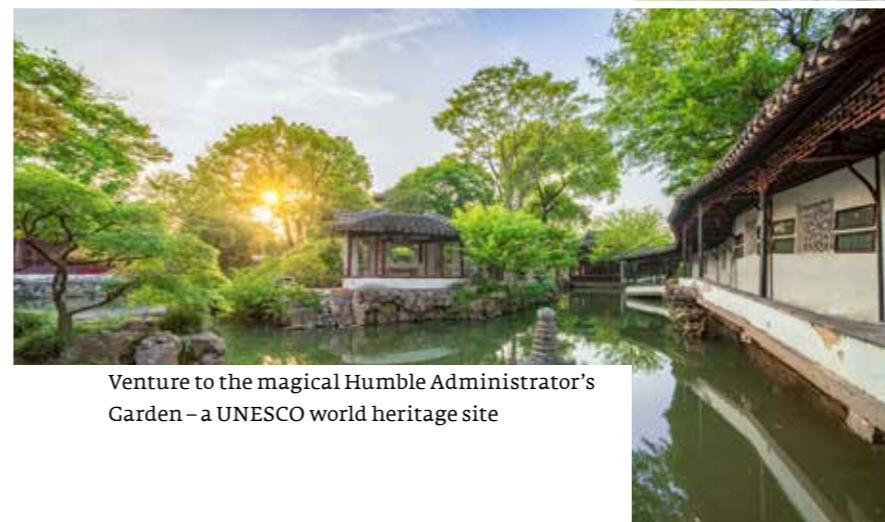 Venture to the magical Humble Administrator’s
Garden – a UNESCO world heritage site